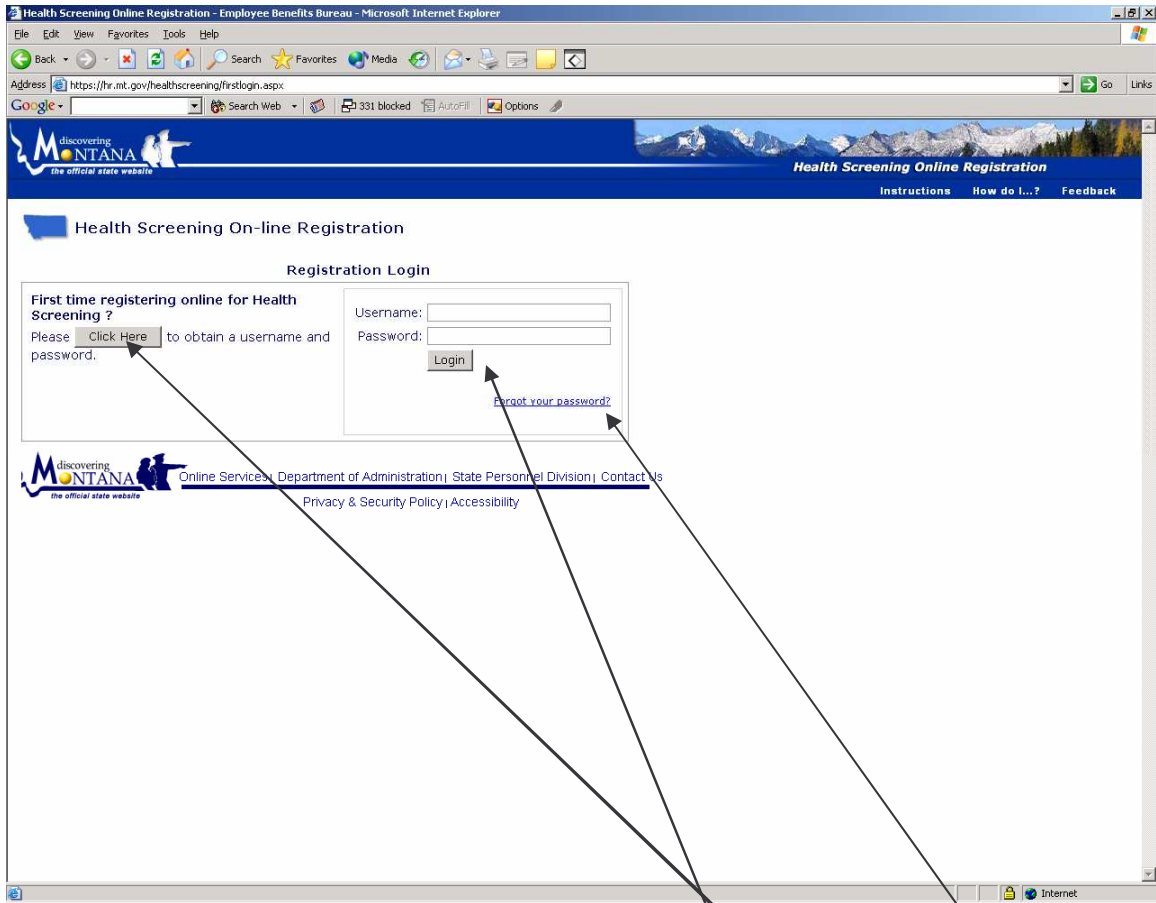 Health Screening Online Registration - Employee Benefits Bureau - Microsoft Internet Explorer
File Edit View Favorites Tools Help
Back Search Favorites Media
Address https://hr.mt.gov/healthscreening/firstlogin.aspx Go Links
Google Search Web 331 blocked AutoFill Options
discovering
MONTANA
the official state website
Health Screening Online Registration
Instructions How do I...? Feedback
Health Screening On-line Registration
Registration Login
First time registering online for Health
Screening ?
Please Click Here to obtain a username and
password.
Username:
Password:
Login
Forgot your password?
discovering
MONTANA
the official state website
Online Services | Department of Administration | State Personnel Division | Contact Us
Privacy & Security Policy | Accessibility
Internet